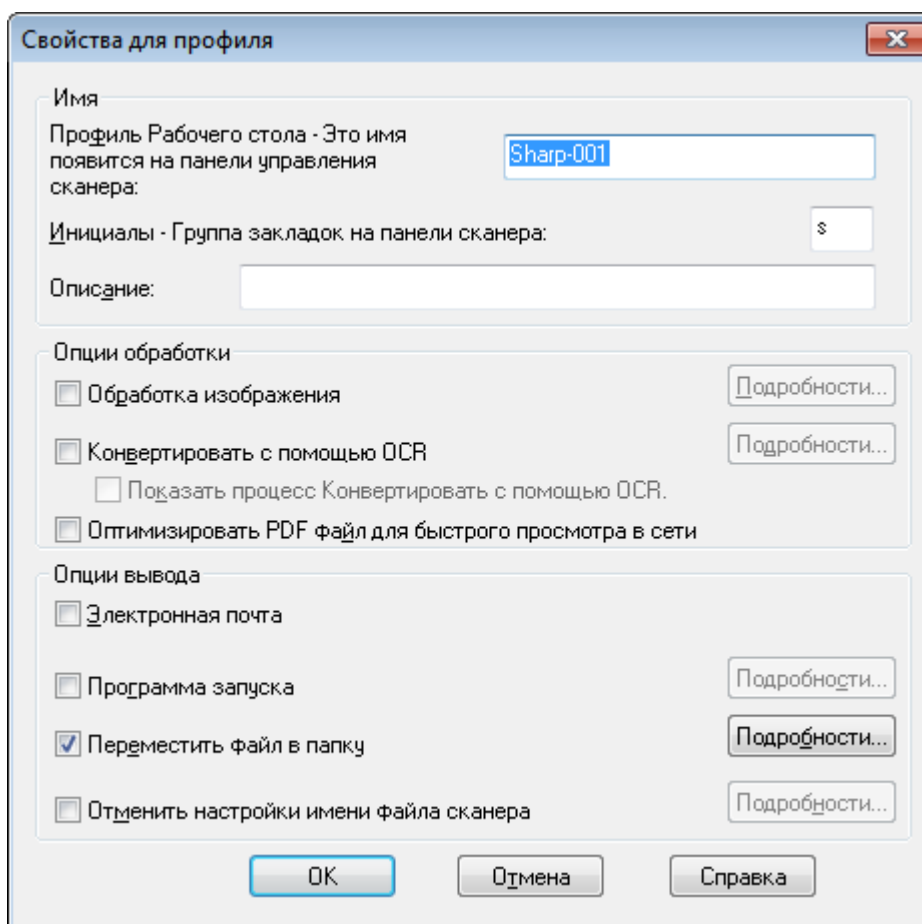 Свойства для профиля
Имя
Профиль Рабочего стола - Это имя
появится на панели управления
сканера:
Sharp-001
Инициалы - Группа закладок на панели сканера:
s
Описание:
Опции обработки
Обработка изображения
Подробности...
Конвертировать с помощью OCR
Подробности...
Показать процесс Конвертировать с помощью OCR.
Оптимизировать PDF файл для быстрого просмотра в сети
Опции вывода
Электронная почта
Программа запуска
Подробности...
Переместить файл в папку
Подробности...
Отменить настройки имени файла сканера
Подробности...
OK
Отмена
Справка